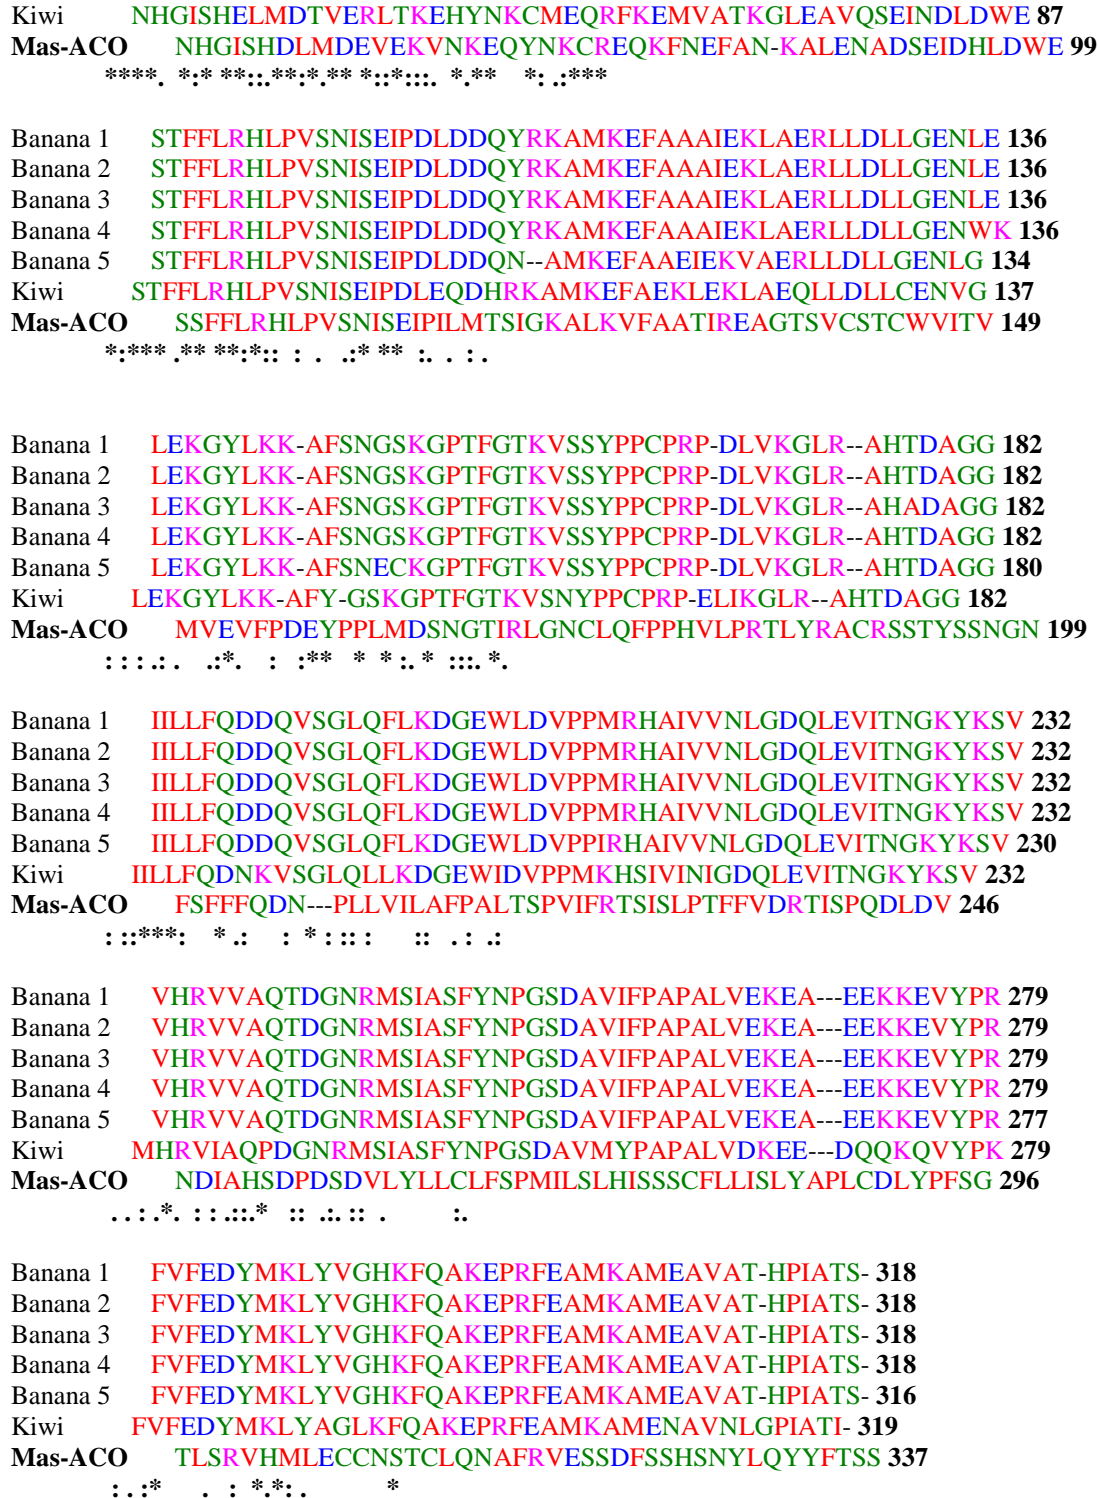 Kiwi NHGISHELMDTVERLTKEHYNKCMEQRFKEMVATKGLEAVQSEINDLDWE 87
Mas-ACO NHGISHDLMDEVEKVNKEQYNKCREQKFNEFAN-KALENADSEIDHLDWE 99
****. *:* **::.**:*.** *::*:::. *.** *: .:***
Banana 1 STFFLRHLPVSNISEIPDLDDQYRKAMKEFAAAIEKLAERLLDLLGENLE 136
Banana 2 STFFLRHLPVSNISEIPDLDDQYRKAMKEFAAAIEKLAERLLDLLGENLE 136
Banana 3 STFFLRHLPVSNISEIPDLDDQYRKAMKEFAAAIEKLAERLLDLLGENLE 136
Banana 4 STFFLRHLPVSNISEIPDLDDQYRKAMKEFAAAIEKLAERLLDLLGENWK 136
Banana 5 STFFLRHLPVSNISEIPDLDDQN--AMKEFAAEIEKVAERLLDLLGENLG 134
Kiwi STFFLRHLPVSNISEIPDLEQDHRKAMKEFAEKLEKLAEQLLDLLCENVG 137
Mas-ACO SSFFLRHLPVSNISEIPILMTSIGKALKVFAATIREAGTSVCSTCWVITV 149
*:*** .** **:*:: : . .:* ** :. . : .
Banana 1 LEKGYLKK-AFSNGSKGPTFGTKVSSYPPCPRP-DLVKGLR--AHTDAGG 182
Banana 2 LEKGYLKK-AFSNGSKGPTFGTKVSSYPPCPRP-DLVKGLR--AHTDAGG 182
Banana 3 LEKGYLKK-AFSNGSKGPTFGTKVSSYPPCPRP-DLVKGLR--AHADAGG 182
Banana 4 LEKGYLKK-AFSNGSKGPTFGTKVSSYPPCPRP-DLVKGLR--AHTDAGG 182
Banana 5 LEKGYLKK-AFSNECKGPTFGTKVSSYPPCPRP-DLVKGLR--AHTDAGG 180
Kiwi LEKGYLKK-AFY-GSKGPTFGTKVSNYPPCPRP-ELIKGLR--AHTDAGG 182
Mas-ACO MVEVFPDEYPPLMDSNGTIRLGNCLQFPPHVLPRTLYRACRSSTYSSNGN 199
: : : .: . .:*. : :** * * :. * :::. *.
Banana 1 IILLFQDDQVSGLQFLKDGEWLDVPPMRHAIVVNLGDQLEVITNGKYKSV 232
Banana 2 IILLFQDDQVSGLQFLKDGEWLDVPPMRHAIVVNLGDQLEVITNGKYKSV 232
Banana 3 IILLFQDDQVSGLQFLKDGEWLDVPPMRHAIVVNLGDQLEVITNGKYKSV 232
Banana 4 IILLFQDDQVSGLQFLKDGEWLDVPPMRHAIVVNLGDQLEVITNGKYKSV 232
Banana 5 IILLFQDDQVSGLQFLKDGEWLDVPPIRHAIVVNLGDQLEVITNGKYKSV 230
Kiwi IILLFQDNKVSGLQLLKDGEWIDVPPMKHSIVINIGDQLEVITNGKYKSV 232
Mas-ACO FSFFFQDN---PLLVILAFPALTSPVIFRTSISLPTFFVDRTISPQDLDV 246
: ::***: * .: : * : :: : :: . : .:
Banana 1 VHRVVAQTDGNRMSIASFYNPGSDAVIFPAPALVEKEA---EEKKEVYPR 279
Banana 2 VHRVVAQTDGNRMSIASFYNPGSDAVIFPAPALVEKEA---EEKKEVYPR 279
Banana 3 VHRVVAQTDGNRMSIASFYNPGSDAVIFPAPALVEKEA---EEKKEVYPR 279
Banana 4 VHRVVAQTDGNRMSIASFYNPGSDAVIFPAPALVEKEA---EEKKEVYPR 279
Banana 5 VHRVVAQTDGNRMSIASFYNPGSDAVIFPAPALVEKEA---EEKKEVYPR 277
Kiwi MHRVIAQPDGNRMSIASFYNPGSDAVMYPAPALVDKEE---DQQKQVYPK 279
Mas-ACO NDIAHSDPDSDVLYLLCLFSPMILSLHISSSCFLLISLYAPLCDLYPFSG 296
. . : .*. : : .::.* :: .:. :: . :.
Banana 1 FVFEDYMKLYVGHKFQAKEPRFEAMKAMEAVAT-HPIATS- 318
Banana 2 FVFEDYMKLYVGHKFQAKEPRFEAMKAMEAVAT-HPIATS- 318
Banana 3 FVFEDYMKLYVGHKFQAKEPRFEAMKAMEAVAT-HPIATS- 318
Banana 4 FVFEDYMKLYVGHKFQAKEPRFEAMKAMEAVAT-HPIATS- 318
Banana 5 FVFEDYMKLYVGHKFQAKEPRFEAMKAMEAVAT-HPIATS- 316
Kiwi FVFEDYMKLYAGLKFQAKEPRFEAMKAMENAVNLGPIATI- 319
Mas-ACO TLSRVHMLECCNSTCLQNAFRVESSDFSSHSNYLQYYFTSS 337
: . :* . : *.*: . *